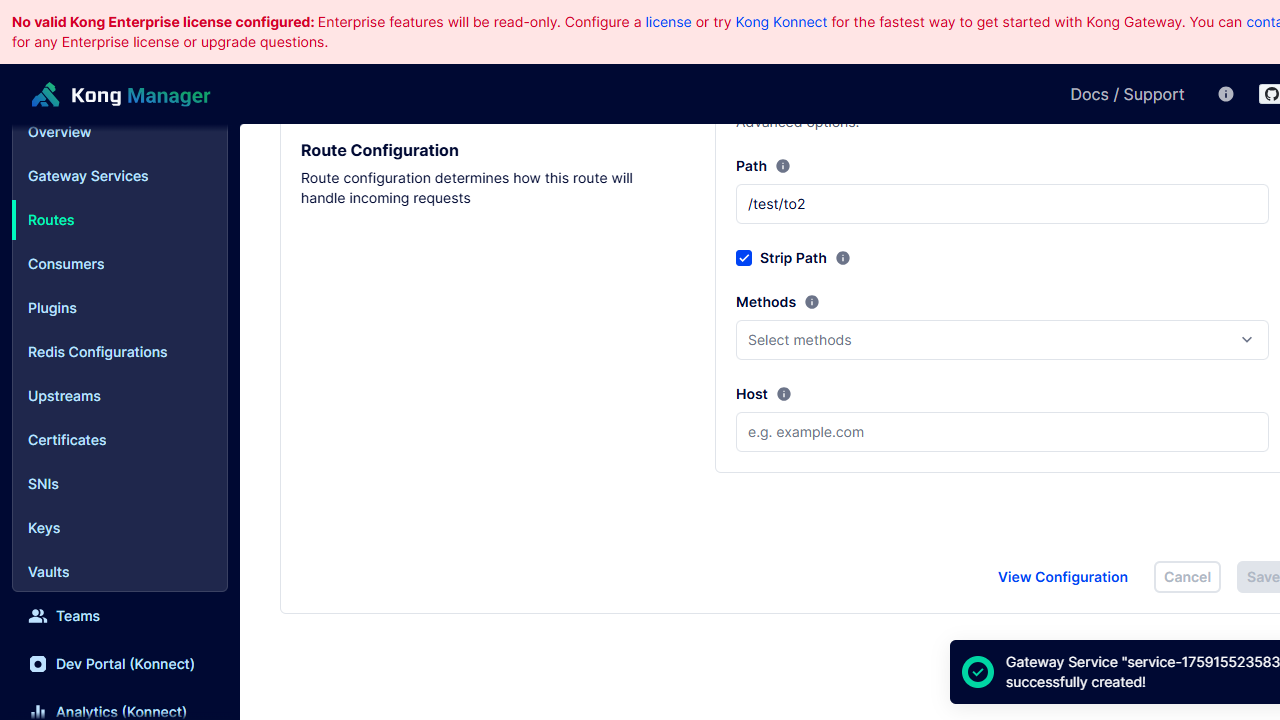 No valid Kong Enterprise license configured: Enterprise features will be read-only. Configure a license or try Kong Konnect for the fastest way to get started with Kong Gateway. You can
for any Enterprise license or upgrade questions.
Kong Manager
Docs / Support
Overview
Gateway Services
Routes
Consumers
Plugins
Redis Configurations
Upstreams
Certificates
SNIs
Keys
Vaults
Teams
Dev Portal (Konnect)
Analytics (Konnect)
Route Configuration
Route configuration determines how this route will
handle incoming requests
Advanced options.
Path
/test/to2
Strip Path
Methods
Select methods
Host
e.g. example.com
View Configuration
Cancel
Save
Gateway Service "service-175915523583
successfully created!